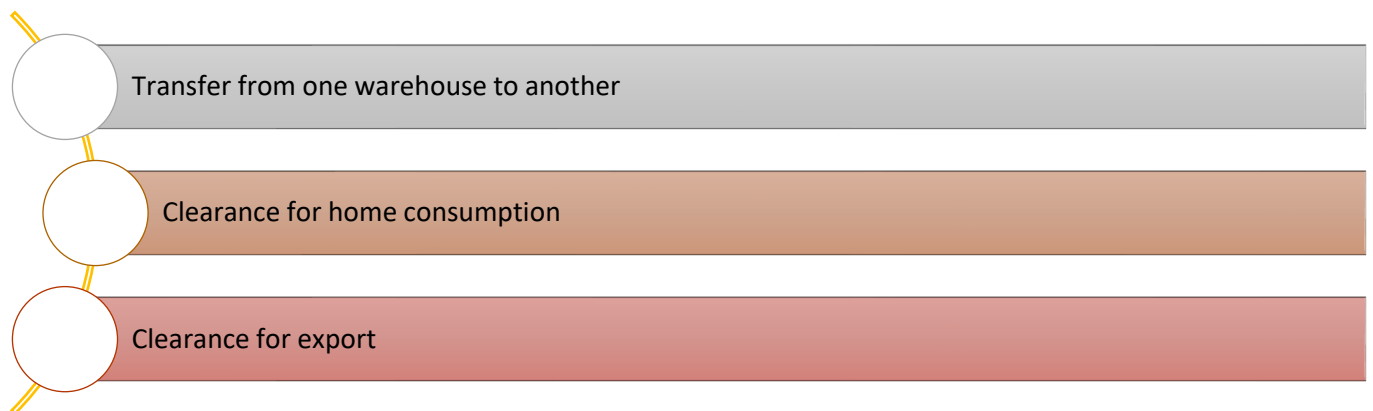 Transfer from one warehouse to another
Clearance for home consumption
Clearance for export